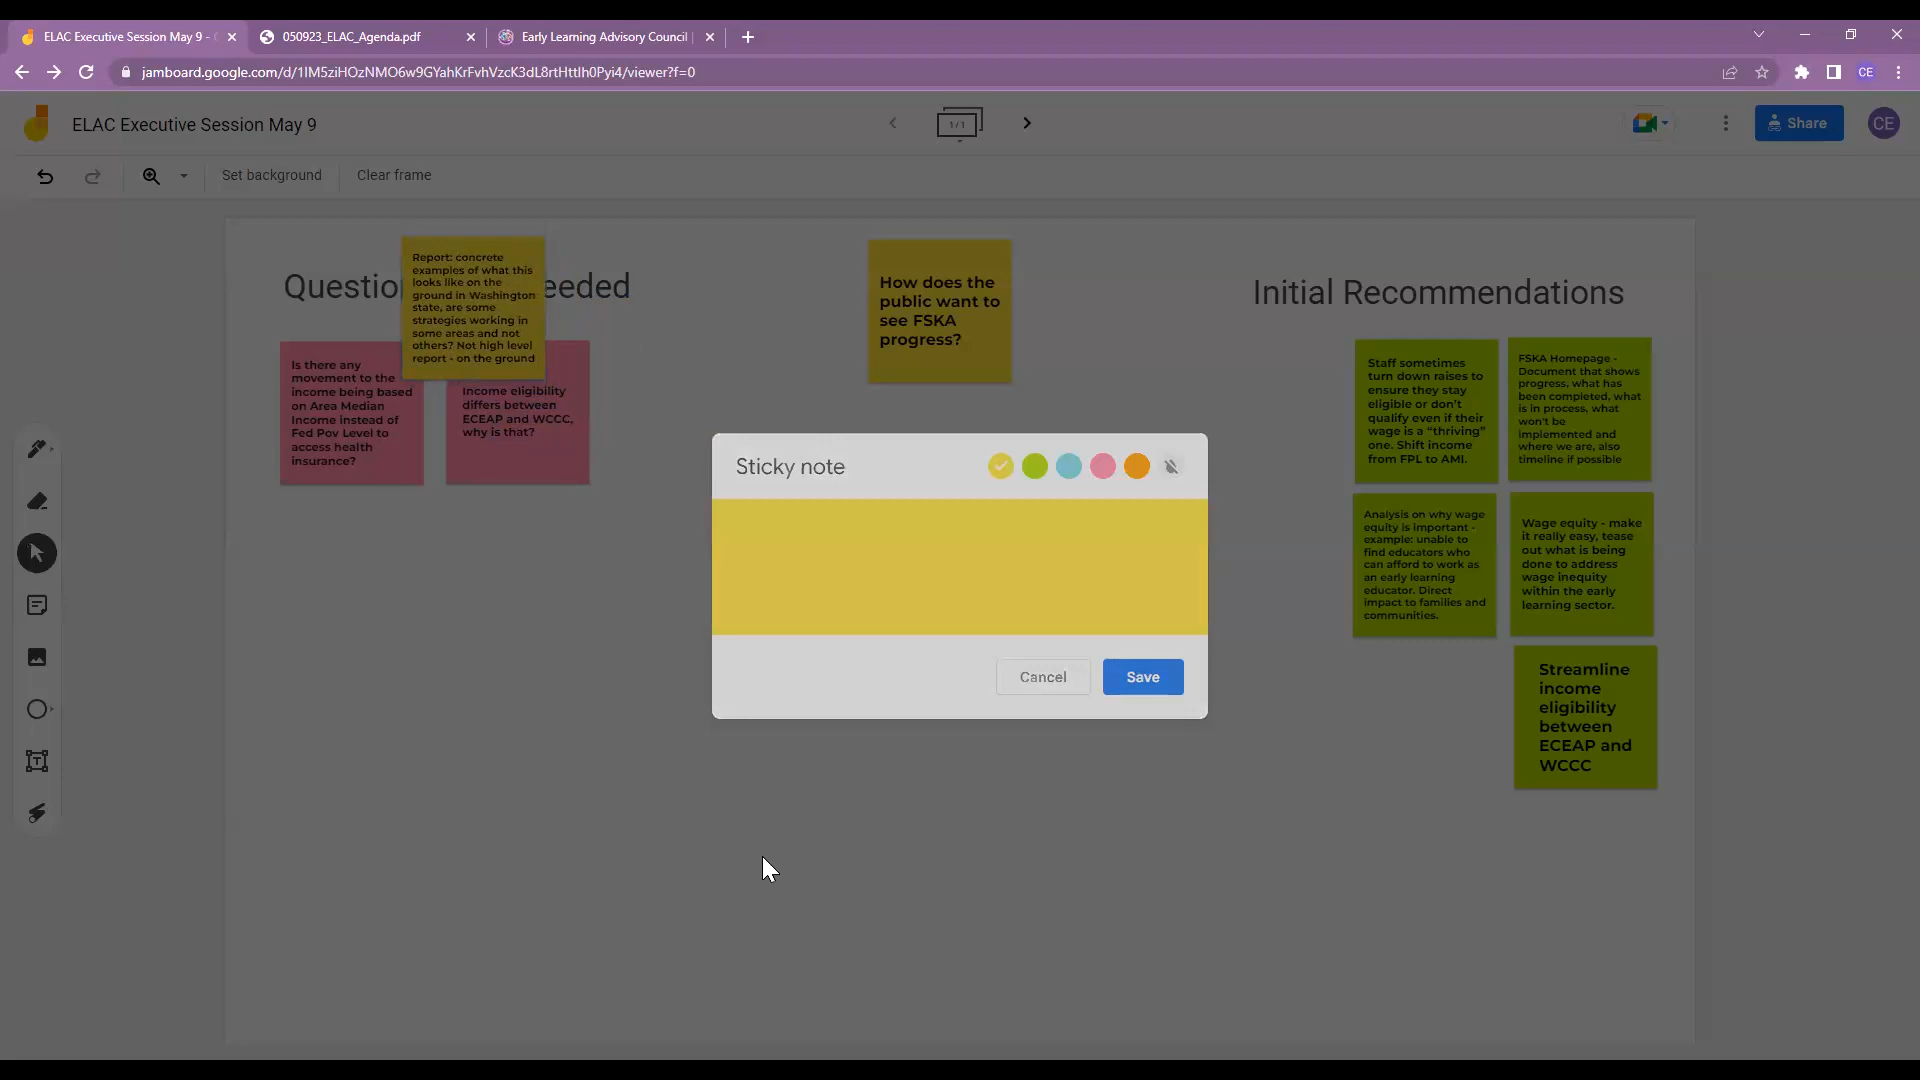 ELAC Executive Session May 9 -
050923_ELAC_Agenda.pdf
Early Learning Advisory Council |
jamboard.google.com/d/1IM5ziHOzNMO6w9GYahKrFvhVzcK3dL8rtHttIh0Pyi4/viewer?f=0
CE
ELAC Executive Session May 9
1/1
Share
CE
Set background
Clear frame
Questio
eeded
Report: concrete
examples of what this
looks like on the
ground in Washington
state, are some
strategies working in
some areas and not
others? Not high level
report - on the ground
Is there any
movement to the
income being based
on Area Median
Income instead of
Fed Pov Level to
access health
insurance?
Income eligibility
differs between
ECEAP and WCCC,
why is that?
How does the
public want to
see FSKA
progress?
Initial Recommendations
Staff sometimes
turn down raises to
ensure they stay
eligible or don't
qualify even if their
wage is a "thriving"
one. Shift income
from FPL to AMI.
FSKA Homepage -
Document that shows
progress, what has
been completed, what
is in process, what
won't be
implemented and
where we are, also
timeline if possible
Analysis on why wage
equity is important -
example: unable to
find educators who
can afford to work as
an early learning
educator. Direct
impact to families and
communities.
Wage equity - make
it really easy, tease
out what is being
done to address
wage inequity
within the early
learning sector.
Streamline
income
eligibility
between
ECEAP and
WCCC
Sticky note
Cancel
Save